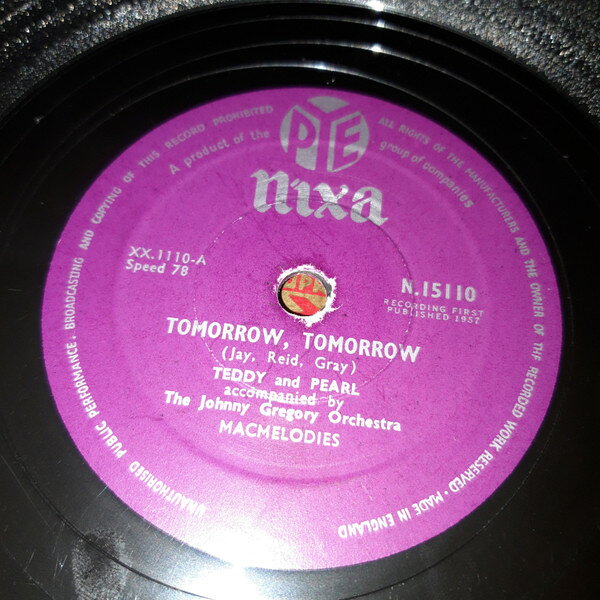 UNAUTHORISED PUBLIC PERFORMANCE, BROADCASTING AND COPYING OF THIS RECORD PROHIBITED
ALL RIGHTS OF THE MANUFACTURERS AND THE OWNER OF THE RECORDED WORK RESERVED · MADE IN ENGLAND
A product of the
PYE
group of companies
nixa
XX.1110-A
Speed 78
N.15110
RECORDING FIRST
PUBLISHED 1957
TOMORROW, TOMORROW
(Jay, Reid, Gray)
TEDDY and PEARL
accompanied by
The Johnny Gregory Orchestra
MACMELODIES